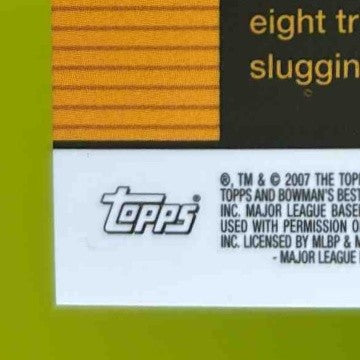 eight tr
sluggin
Topps®
®, TM & © 2007 THE TOP
TOPPS AND BOWMAN'S BEST
INC. MAJOR LEAGUE BASE
USED WITH PERMISSION O
INC. LICENSED BY MLBP & M
- MAJOR LEAGUE